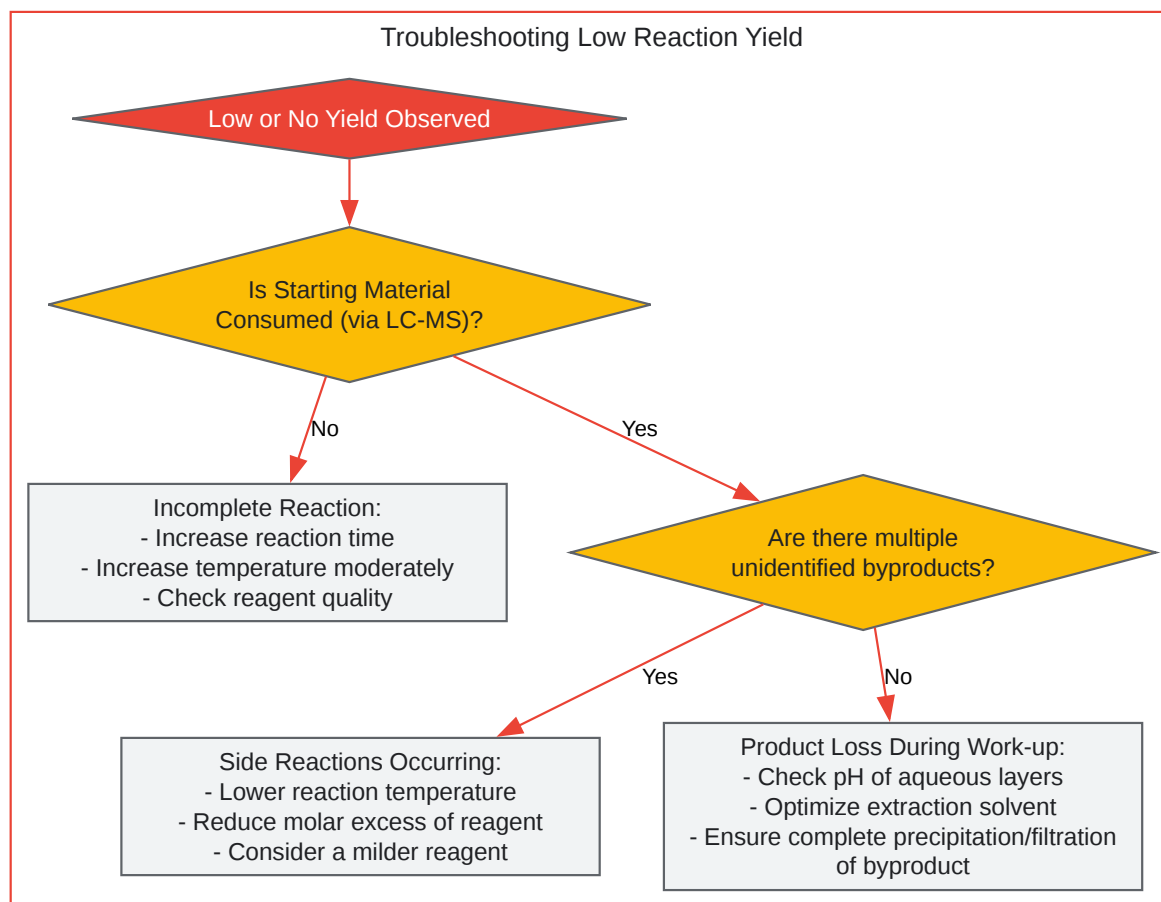 Troubleshooting Low Reaction Yield
Low or No Yield Observed
Is Starting Material
Consumed (via LC-MS)?
No
Yes
Incomplete Reaction:
- Increase reaction time
- Increase temperature moderately
- Check reagent quality
Are there multiple
unidentified byproducts?
Yes
No
Side Reactions Occurring:
- Lower reaction temperature
- Reduce molar excess of reagent
- Consider a milder reagent
Product Loss During Work-up:
- Check pH of aqueous layers
- Optimize extraction solvent
- Ensure complete precipitation/filtration
of byproduct